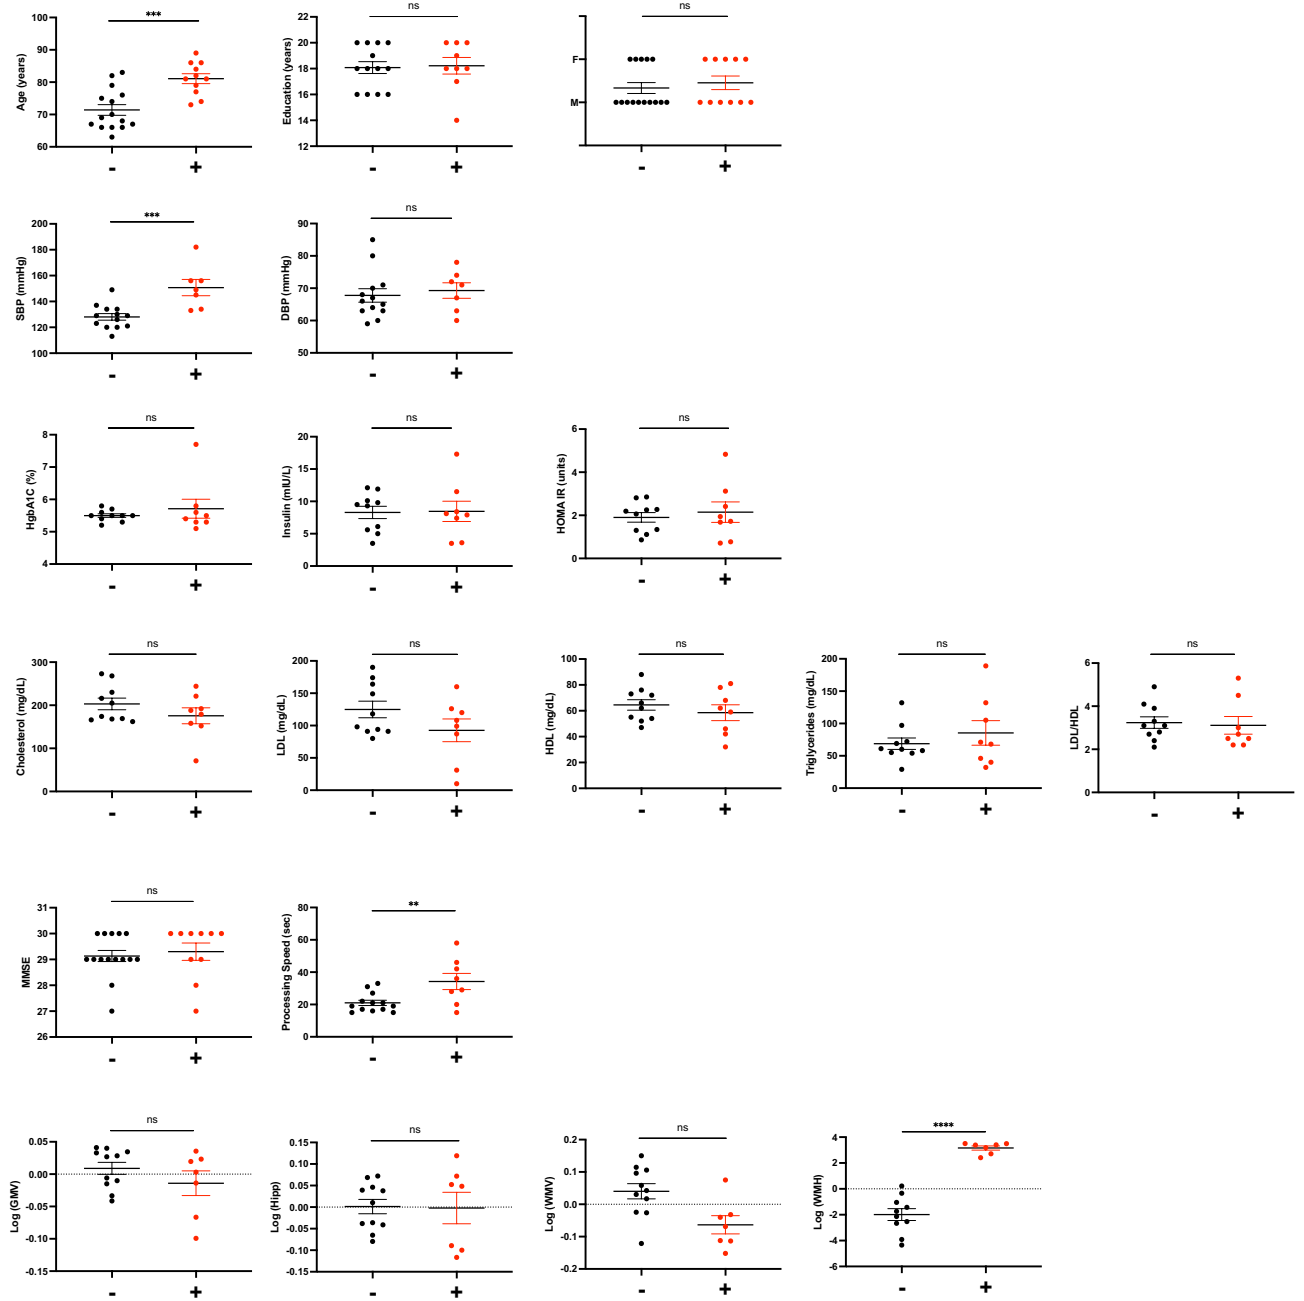 *** ns ns
Age (years) 100 90 80 70 60 - +
Education (years) 22 20 18 16 14 12 - +
F M - +
*** ns
SBP (mmHg) 200 180 160 140 120 100 - +
DBP (mmHg) 90 80 70 60 50 - +
ns ns ns
HgbA1C (%) 8 7 6 5 4 - +
Insulin (mIU/L) 20 15 10 5 0 - +
HOMA IR (units) 6 4 2 0 - +
ns ns ns ns ns
Cholesterol (mg/dL) 300 200 100 0 - +
LDL (mg/dL) 200 150 100 50 0 - +
HDL (mg/dL) 100 80 60 40 20 0 - +
Triglycerides (mg/dL) 200 150 100 50 0 - +
LDL/HDL 6 4 2 0 - +
ns **
MMSE 31 30 29 28 27 26 - +
Processing Speed (sec) 80 60 40 20 0 - +
ns ns ns ****
Log (GMV) 0.05 0.00 -0.05 -0.10 -0.15 - +
Log (Hipp) 0.15 0.10 0.05 0.00 -0.05 -0.10 -0.15 - +
Log (WMV) 0.2 0.1 0.0 -0.1 -0.2 - +
Log (WMH) 4 2 0 -2 -4 -6 - +